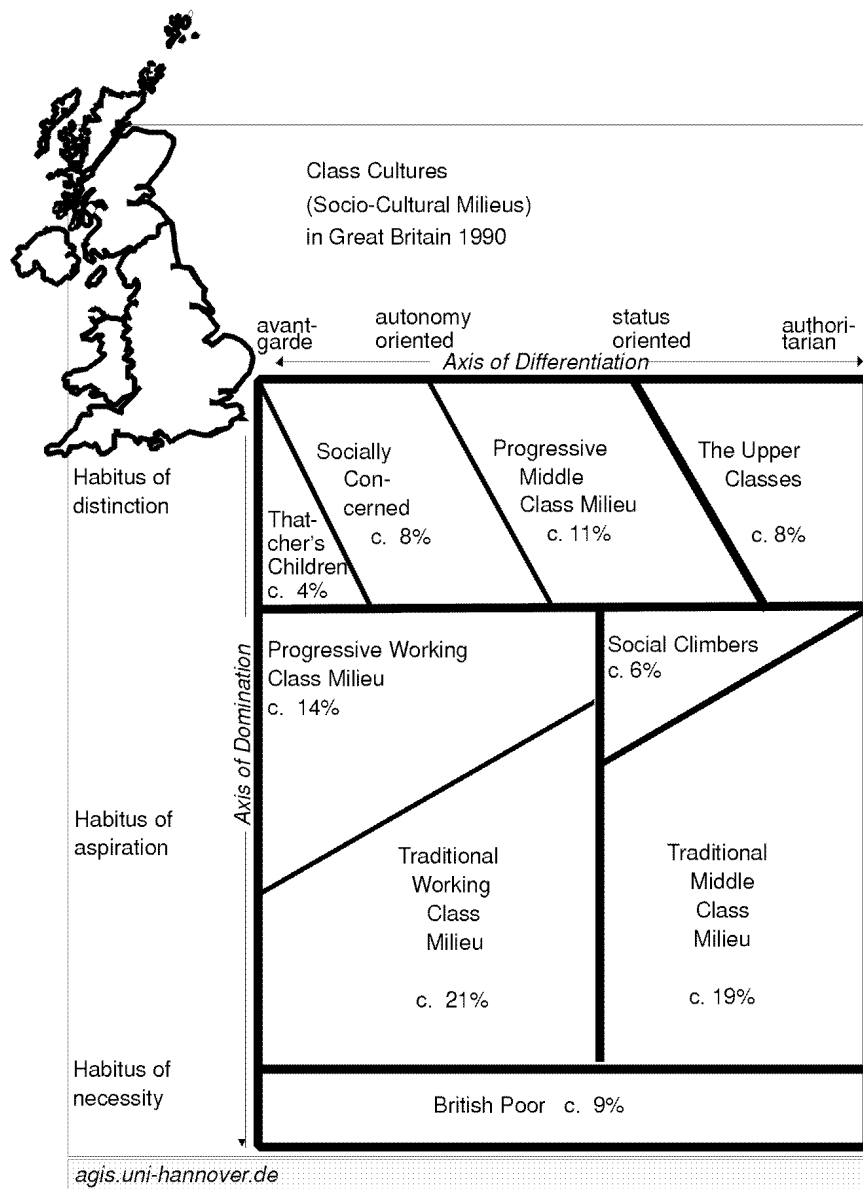 Class Cultures
(Socio-Cultural Milieus)
in Great Britain 1990
avant-
garde
autonomy
oriented
status
oriented
authori-
tarian
Axis of Differentiation
Habitus of
distinction
That-
cher's
Children
c. 4%
Socially
Con-
cerned
c. 8%
Progressive
Middle
Class Milieu
c. 11%
The Upper
Classes
c. 8%
Axis of Domination
Progressive Working
Class Milieu
c. 14%
Social Climbers
c. 6%
Habitus of
aspiration
Traditional
Working
Class
Milieu
c. 21%
Traditional
Middle
Class
Milieu
c. 19%
Habitus of
necessity
British Poor c. 9%
agis.uni-hannover.de